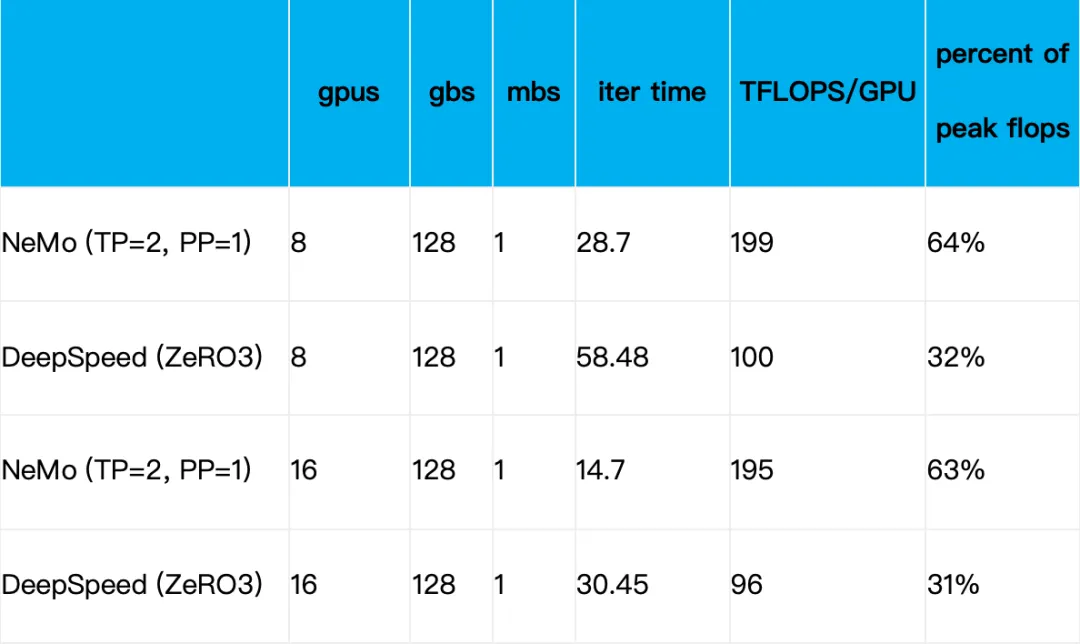 gpus gbs mbs iter time TFLOPS/GPU percent of
peak flops
NeMo (TP=2, PP=1) 8 128 1 28.7 199 64%
DeepSpeed (ZeRO3) 8 128 1 58.48 100 32%
NeMo (TP=2, PP=1) 16 128 1 14.7 195 63%
DeepSpeed (ZeRO3) 16 128 1 30.45 96 31%